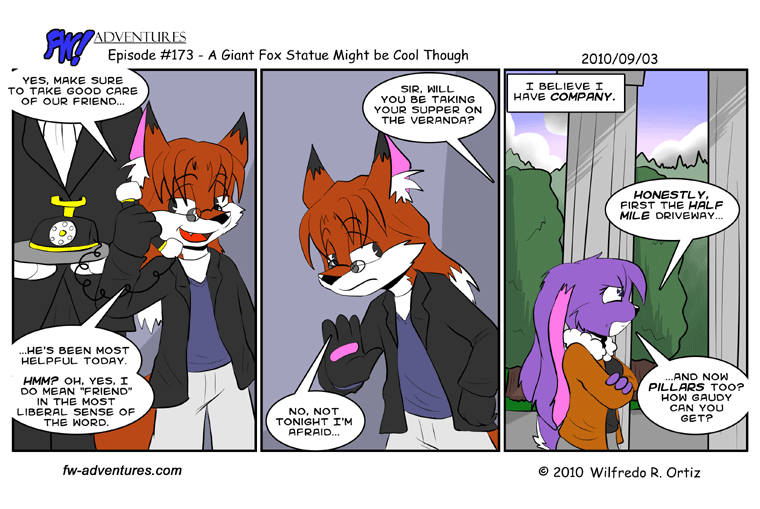 FW! ADVENTURES
Episode #173 - A Giant Fox Statue Might be Cool Though
2010/09/03
YES, MAKE SURE
TO TAKE GOOD CARE
OF OUR FRIEND...
...HE'S BEEN MOST
HELPFUL TODAY.
HMM? OH, YES, I
DO MEAN "FRIEND"
IN THE MOST
LIBERAL SENSE OF
THE WORD.
SIR, WILL
YOU BE TAKING
YOUR SUPPER ON
THE VERANDA?
NO, NOT
TONIGHT I'M
AFRAID...
I BELIEVE I
HAVE COMPANY.
HONESTLY,
FIRST THE HALF
MILE DRIVEWAY...
...AND NOW
PILLARS TOO?
HOW GAUDY
CAN YOU
GET?
fw-adventures.com
© 2010 Wilfredo R. Ortiz